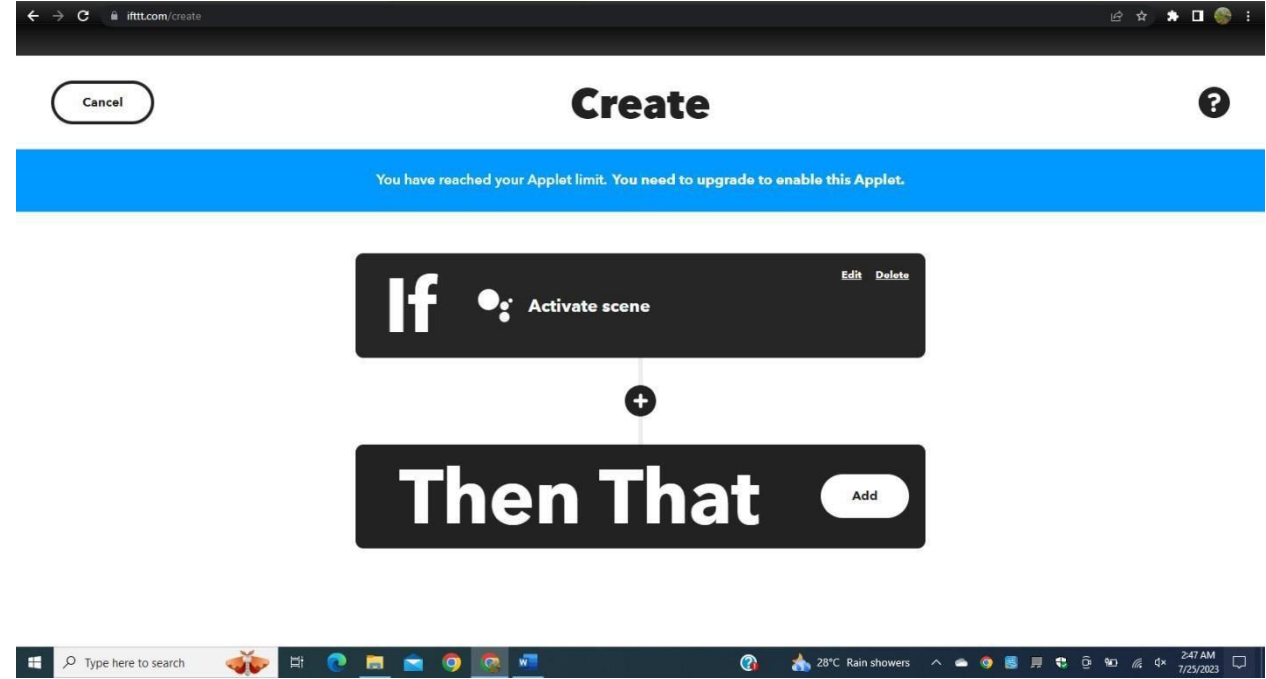 ifttt.com/create
Cancel
Create
?
You have reached your Applet limit. You need to upgrade to enable this Applet.
If
Activate scene
Edit Delete
Then That
Add
Type here to search
28°C Rain showers
2:47 AM
7/25/2023